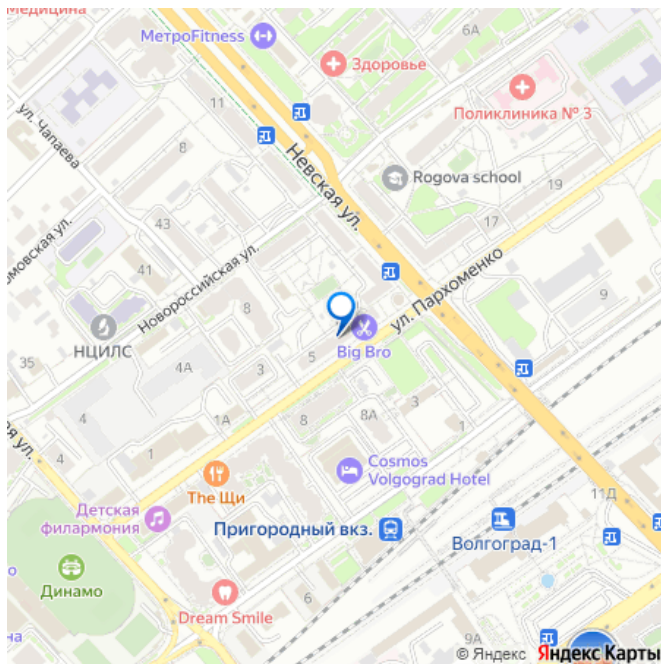 Медицина
МетроFitness
6А
Здоровье
Поликлиника № 3
11
ул. Чапаева
8
Невская ул.
Rogova school
19
17
43
41
Новороссийская ул.
9
ул. Пархоменко
8
НЦИЛС
35
4А
3
5
Big Bro
4
1А
8
8А
3
1
4
1
The Щи
Cosmos
Volgograd Hotel
11Д
Детская
филармония
Пригородный вкз.
Волгоград-1
Динамо
6
Dream Smile
9А
© Яндекс Яндекс Карты